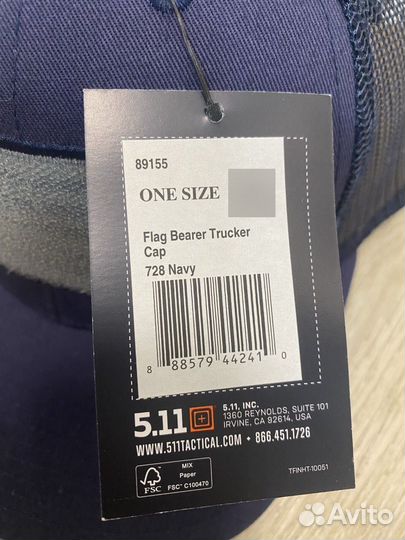 89155
ONE SIZE
Flag Bearer Trucker
Cap
728 Navy
8 88579 44241 0
5.11
5.11, INC.
1360 REYNOLDS, SUITE 101
IRVINE, CA 92614, USA
WWW.511TACTICAL.COM • 866.451.1726
FSC
MIX
Paper
FSC™ C100470
TFINHT-10051
Avito